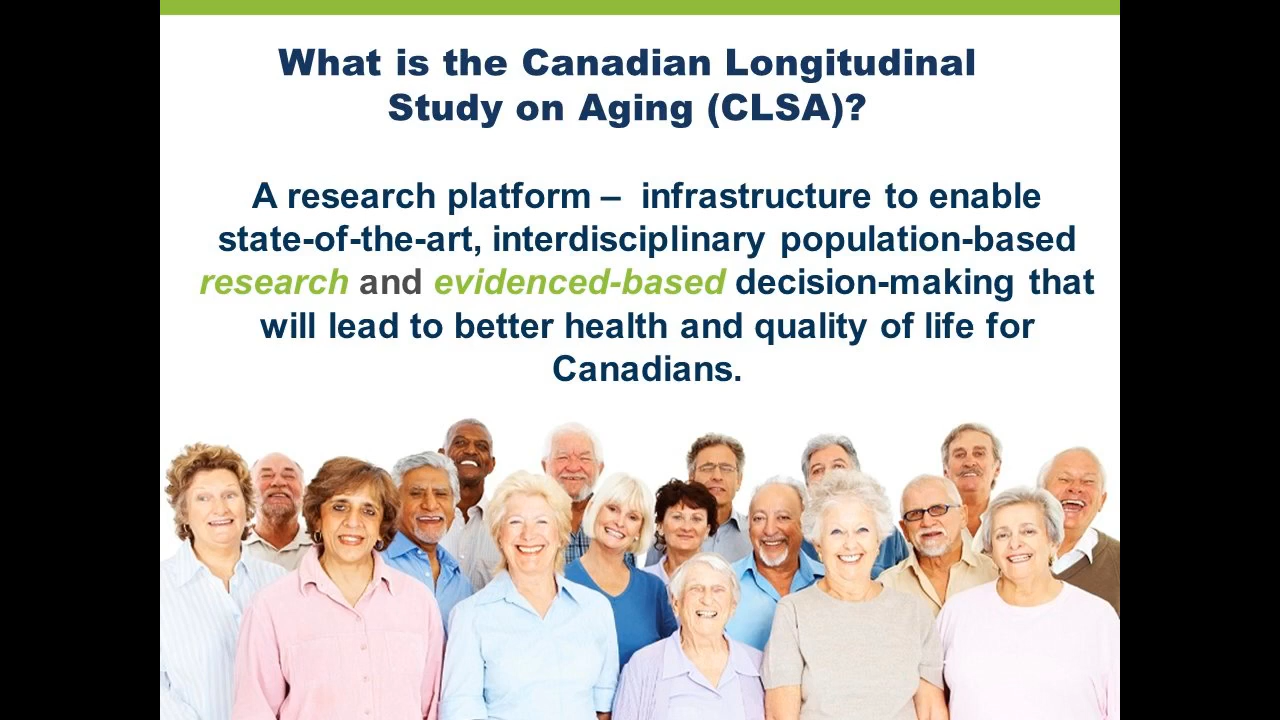 What is the Canadian Longitudinal
Study on Aging (CLSA)?
A research platform – infrastructure to enable
state-of-the-art, interdisciplinary population-based
research and evidenced-based decision-making that
will lead to better health and quality of life for
Canadians.